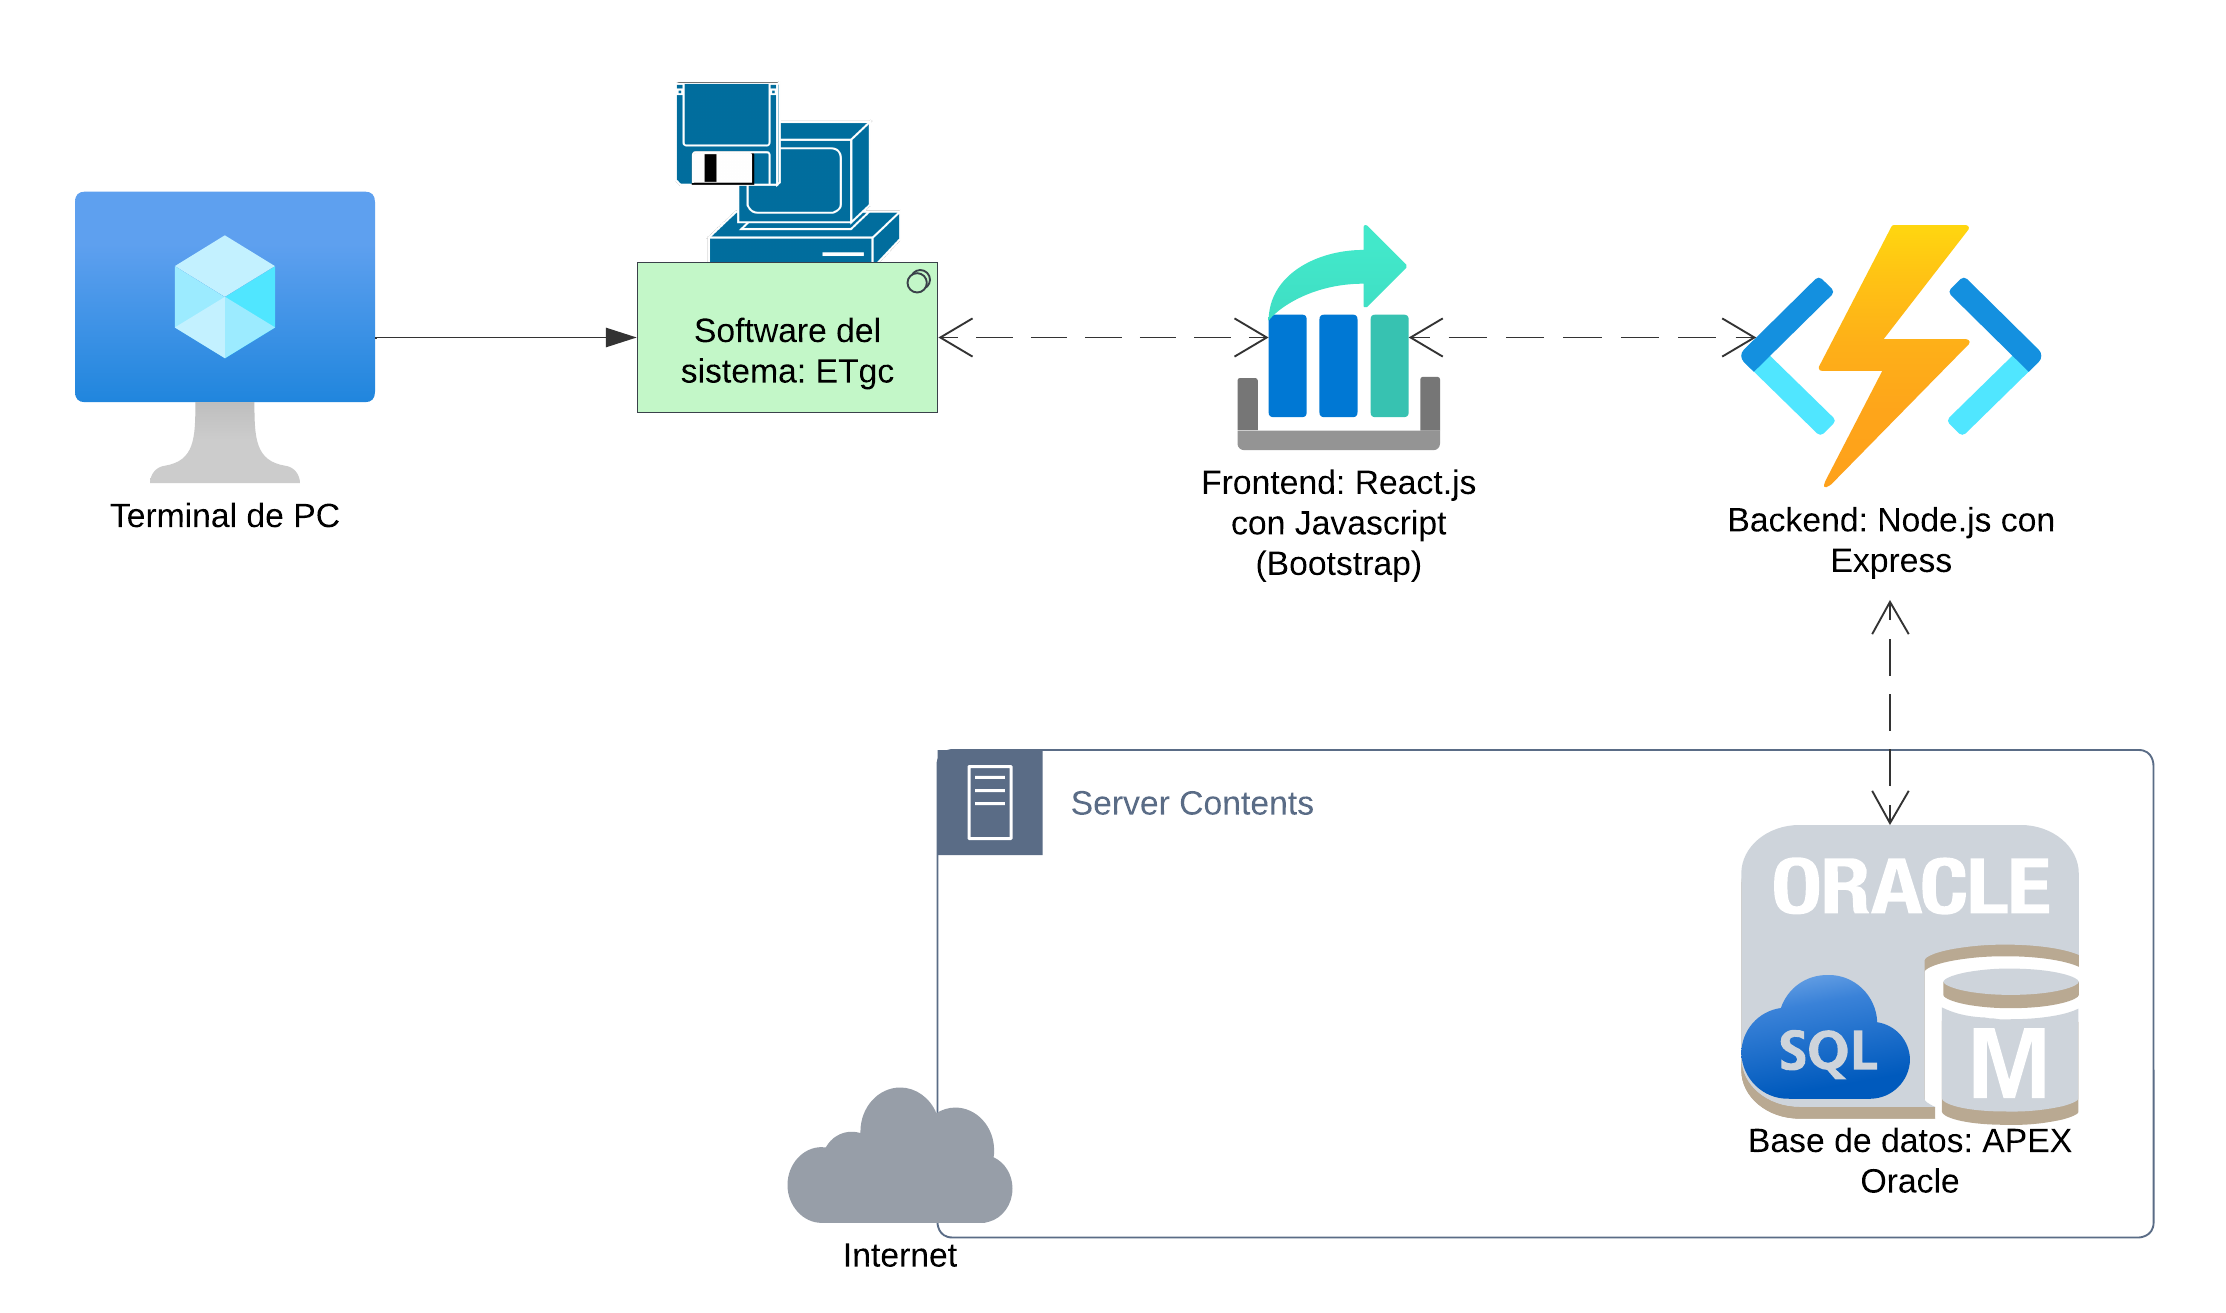 Software del
sistema: ETgc
Terminal de PC
Frontend: React.js
con Javascript
(Bootstrap)
Backend: Node.js con
Express
Server Contents
ORACLE
SQL
M
Base de datos: APEX
Oracle
Internet